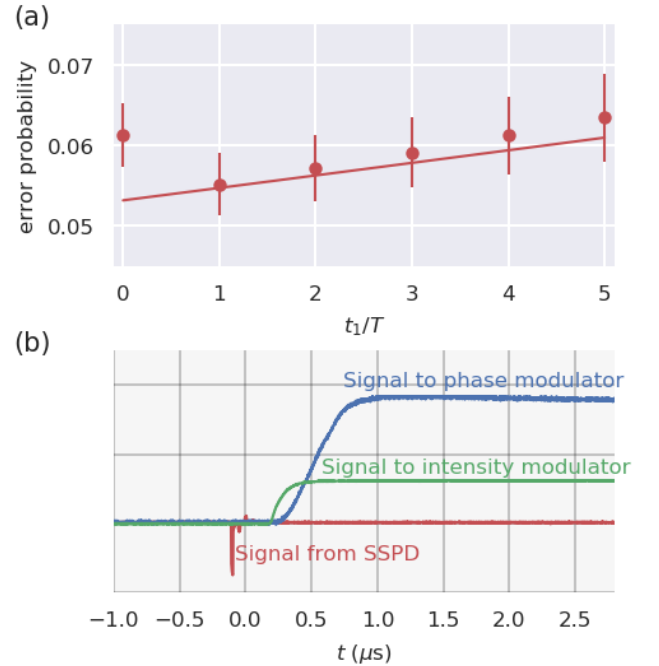 (a)
error probability
0.07
0.06
0.05
0 1 2 3 4 5
t₁/T
(b)
Signal to phase modulator
Signal to intensity modulator
Signal from SSPD
−1.0 −0.5 0.0 0.5 1.0 1.5 2.0 2.5
t (μs)